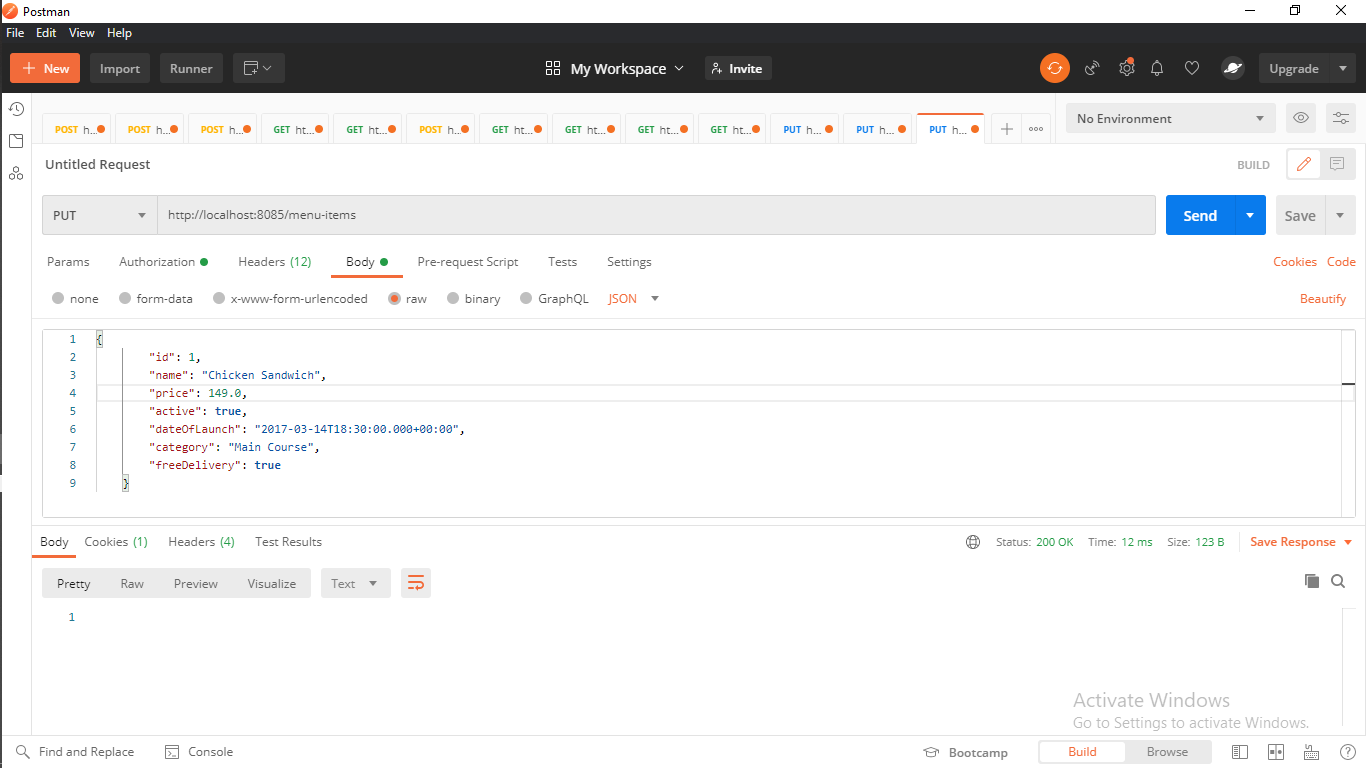 Postman
File Edit View Help
New Import Runner My Workspace Invite Upgrade
POST h... POST h... POST h... GET ht... GET ht... POST h... GET ht... GET ht... GET ht... GET ht... PUT h... PUT h... PUT h... No Environment
Untitled Request BUILD
PUT http://localhost:8085/menu-items Send Save
Params Authorization Headers (12) Body Pre-request Script Tests Settings Cookies Code
none form-data x-www-form-urlencoded raw binary GraphQL JSON Beautify
1 {
2 "id": 1,
3 "name": "Chicken Sandwich",
4 "price": 149.0,
5 "active": true,
6 "dateOfLaunch": "2017-03-14T18:30:00.000+00:00",
7 "category": "Main Course",
8 "freeDelivery": true
9 }
Body Cookies (1) Headers (4) Test Results Status: 200 OK Time: 12 ms Size: 123 B Save Response
Pretty Raw Preview Visualize Text
1
Activate Windows
Go to Settings to activate Windows.
Find and Replace Console Bootcamp Build Browse